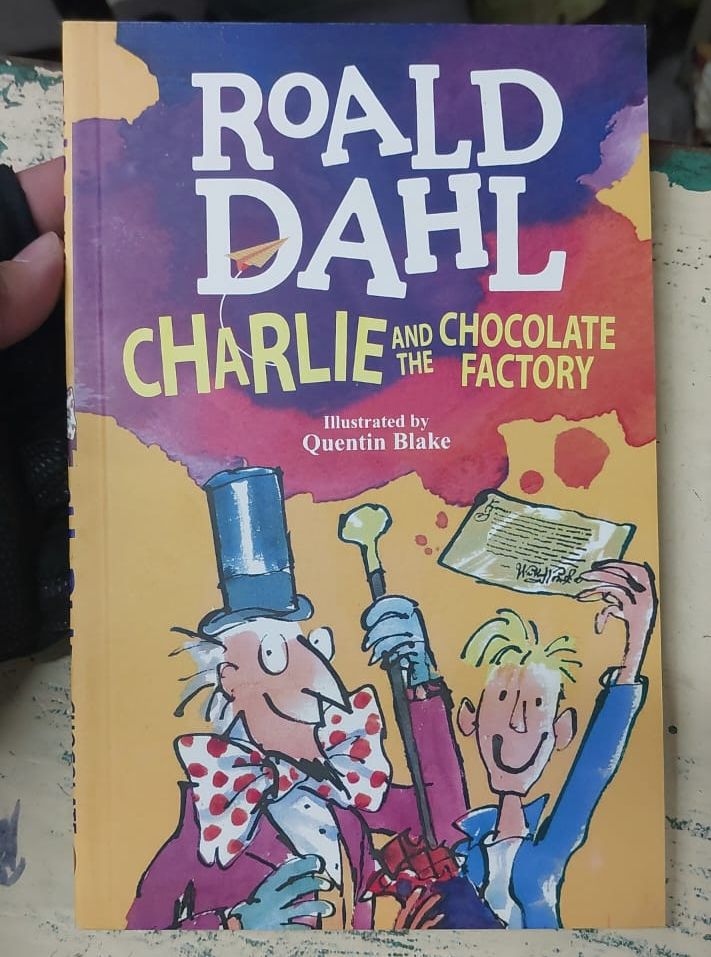 ROALD
DAHL
CHARLIE AND THE CHOCOLATE FACTORY
Illustrated by
Quentin Blake